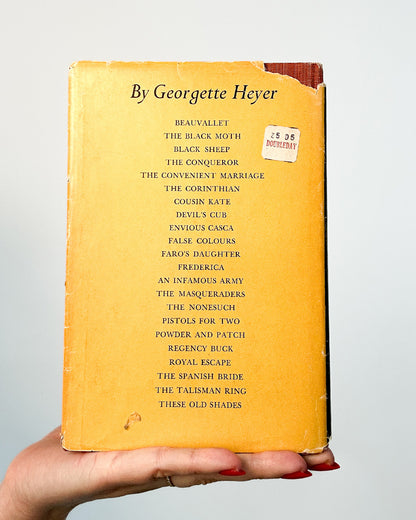 By Georgette Heyer
BEAUVALLET
THE BLACK MOTH
BLACK SHEEP
THE CONQUEROR
THE CONVENIENT MARRIAGE
THE CORINTHIAN
COUSIN KATE
DEVIL'S CUB
ENVIOUS CASCA
FALSE COLOURS
FARO'S DAUGHTER
FREDERICA
AN INFAMOUS ARMY
THE MASQUERADERS
THE NONESUCH
PISTOLS FOR TWO
POWDER AND PATCH
REGENCY BUCK
ROYAL ESCAPE
THE SPANISH BRIDE
THE TALISMAN RING
THESE OLD SHADES
DOUBLEDAY